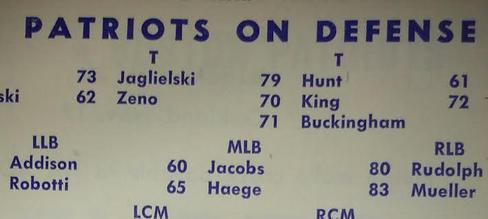 PATRIOTS ON DEFENSE
T T
73 Jaglielski 79 Hunt 61
ski 62 Zeno 70 King 72
71 Buckingham
LLB MLB RLB
Addison 60 Jacobs 80 Rudolph
Robotti 65 Haege 83 Mueller
LCM RCM